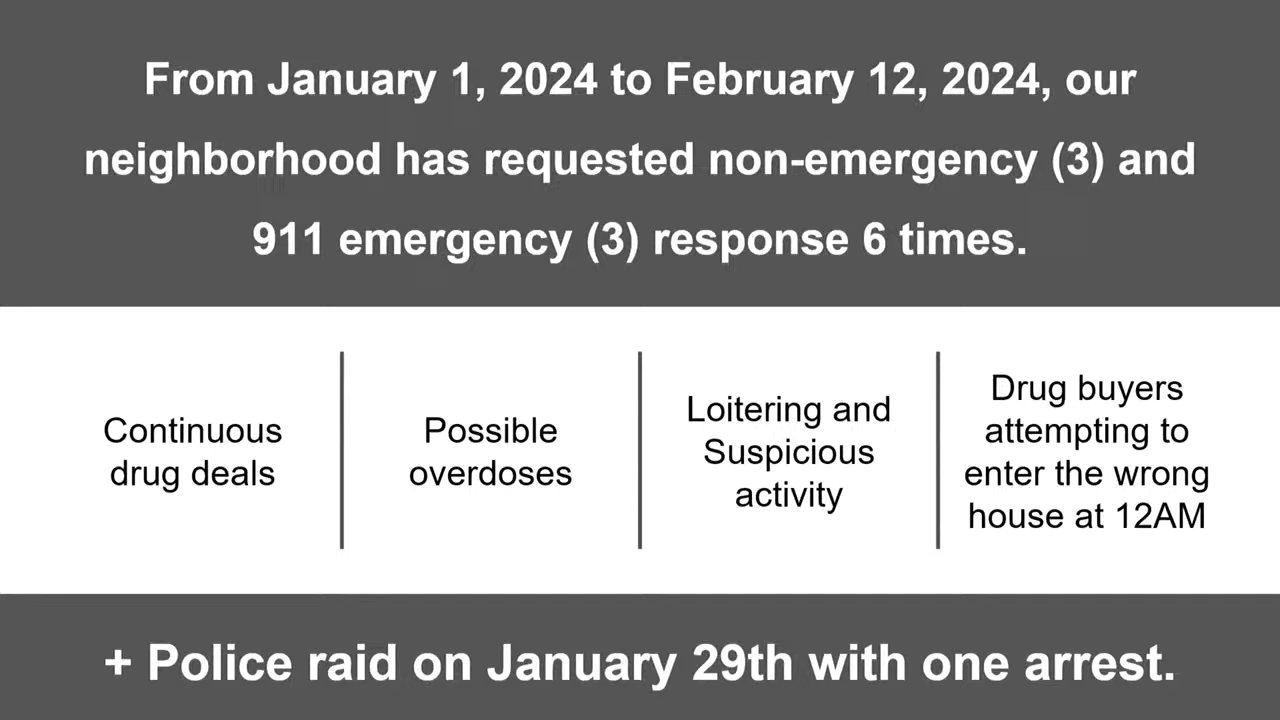 From January 1, 2024 to February 12, 2024, our
neighborhood has requested non-emergency (3) and
911 emergency (3) response 6 times.
Continuous
drug deals
Possible
overdoses
Loitering and
Suspicious
activity
Drug buyers
attempting to
enter the wrong
house at 12AM
+ Police raid on January 29th with one arrest.